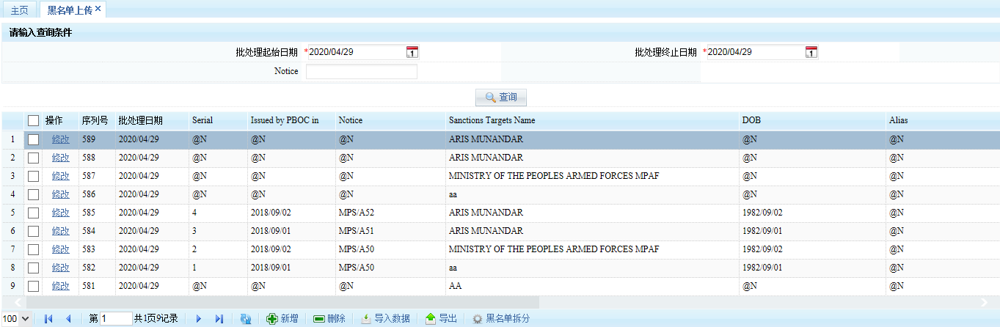 主页 黑名单上传 ×
请输入查询条件
批处理起始日期 *2020/04/29 1 批处理终止日期 *2020/04/29 1
Notice
查询
操作 序列号 批处理日期 Serial Issued by PBOC in Notice Sanctions Targets Name DOB Alias
1 修改 589 2020/04/29 @N @N @N ARIS MUNANDAR @N @N
2 修改 588 2020/04/29 @N @N @N ARIS MUNANDAR @N @N
3 修改 587 2020/04/29 @N @N @N MINISTRY OF THE PEOPLES ARMED FORCES MPAF @N @N
4 修改 586 2020/04/29 @N @N @N aa @N @N
5 修改 585 2020/04/29 4 2018/09/02 MPS/A52 ARIS MUNANDAR 1982/09/02 @N
6 修改 584 2020/04/29 3 2018/09/01 MPS/A51 ARIS MUNANDAR 1982/09/01 @N
7 修改 583 2020/04/29 2 2018/09/02 MPS/A50 MINISTRY OF THE PEOPLES ARMED FORCES MPAF 1982/09/02 @N
8 修改 582 2020/04/29 1 2018/09/01 MPS/A50 aa 1982/09/01 @N
9 修改 581 2020/04/29 @N @N @N AA @N @N
100 第 1 共1页9记录 新增 删除 导入数据 导出 黑名单拆分